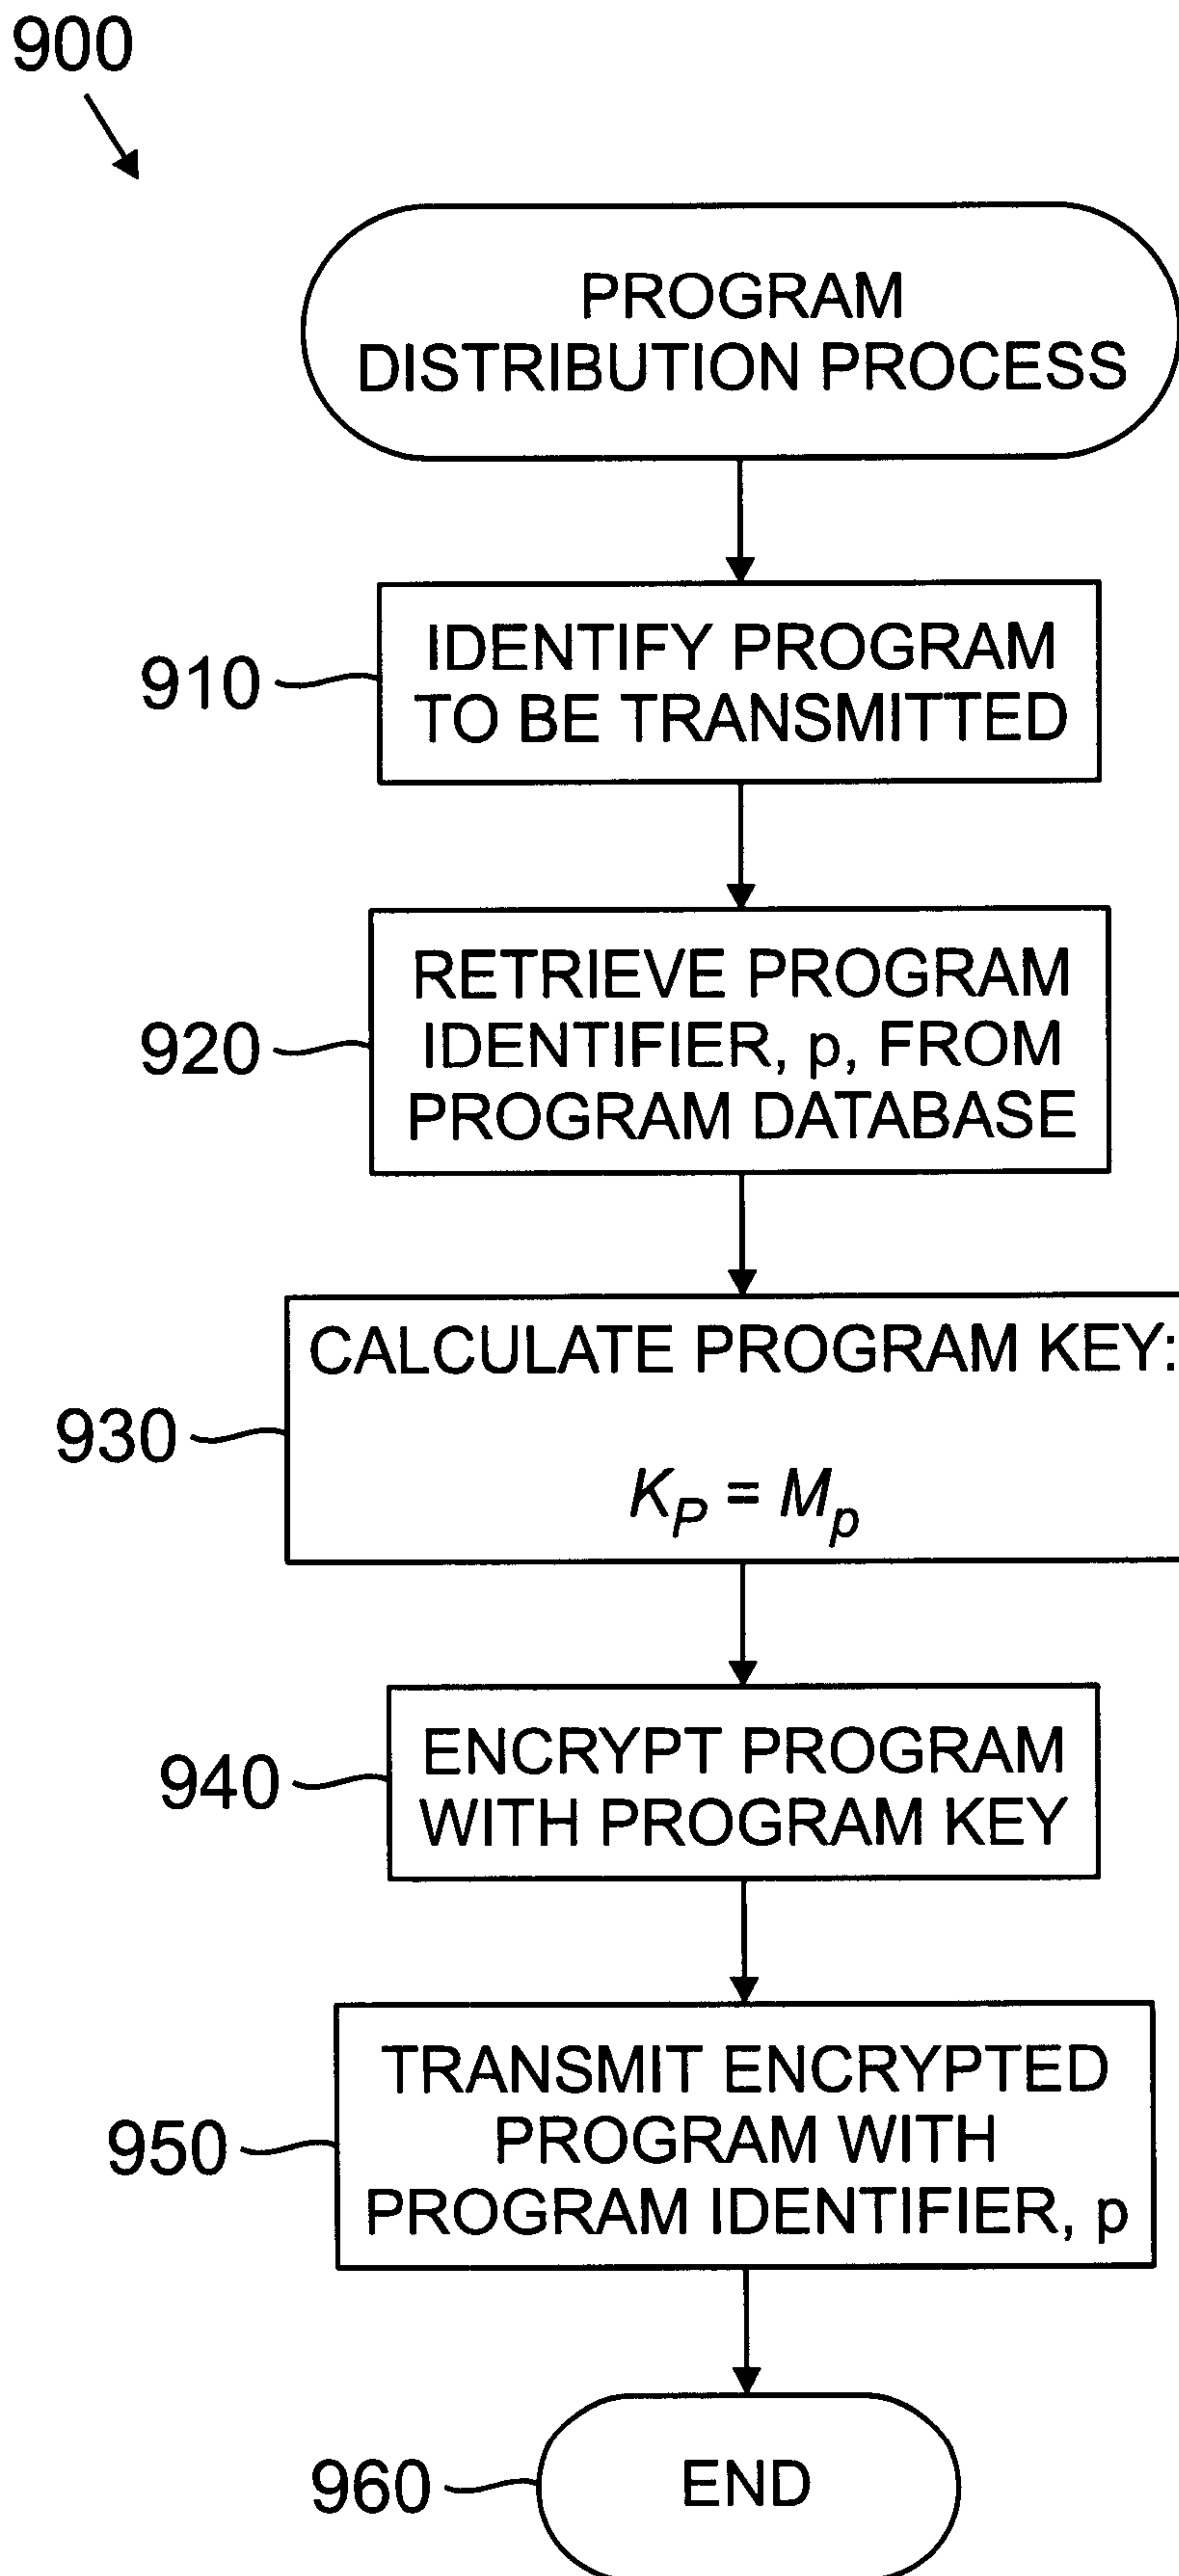 900
PROGRAM
DISTRIBUTION PROCESS
910
IDENTIFY PROGRAM
TO BE TRANSMITTED
920
RETRIEVE PROGRAM
IDENTIFIER, p, FROM
PROGRAM DATABASE
930
CALCULATE PROGRAM KEY:
K_P = M_p
940
ENCRYPT PROGRAM
WITH PROGRAM KEY
950
TRANSMIT ENCRYPTED
PROGRAM WITH
PROGRAM IDENTIFIER, p
960
END